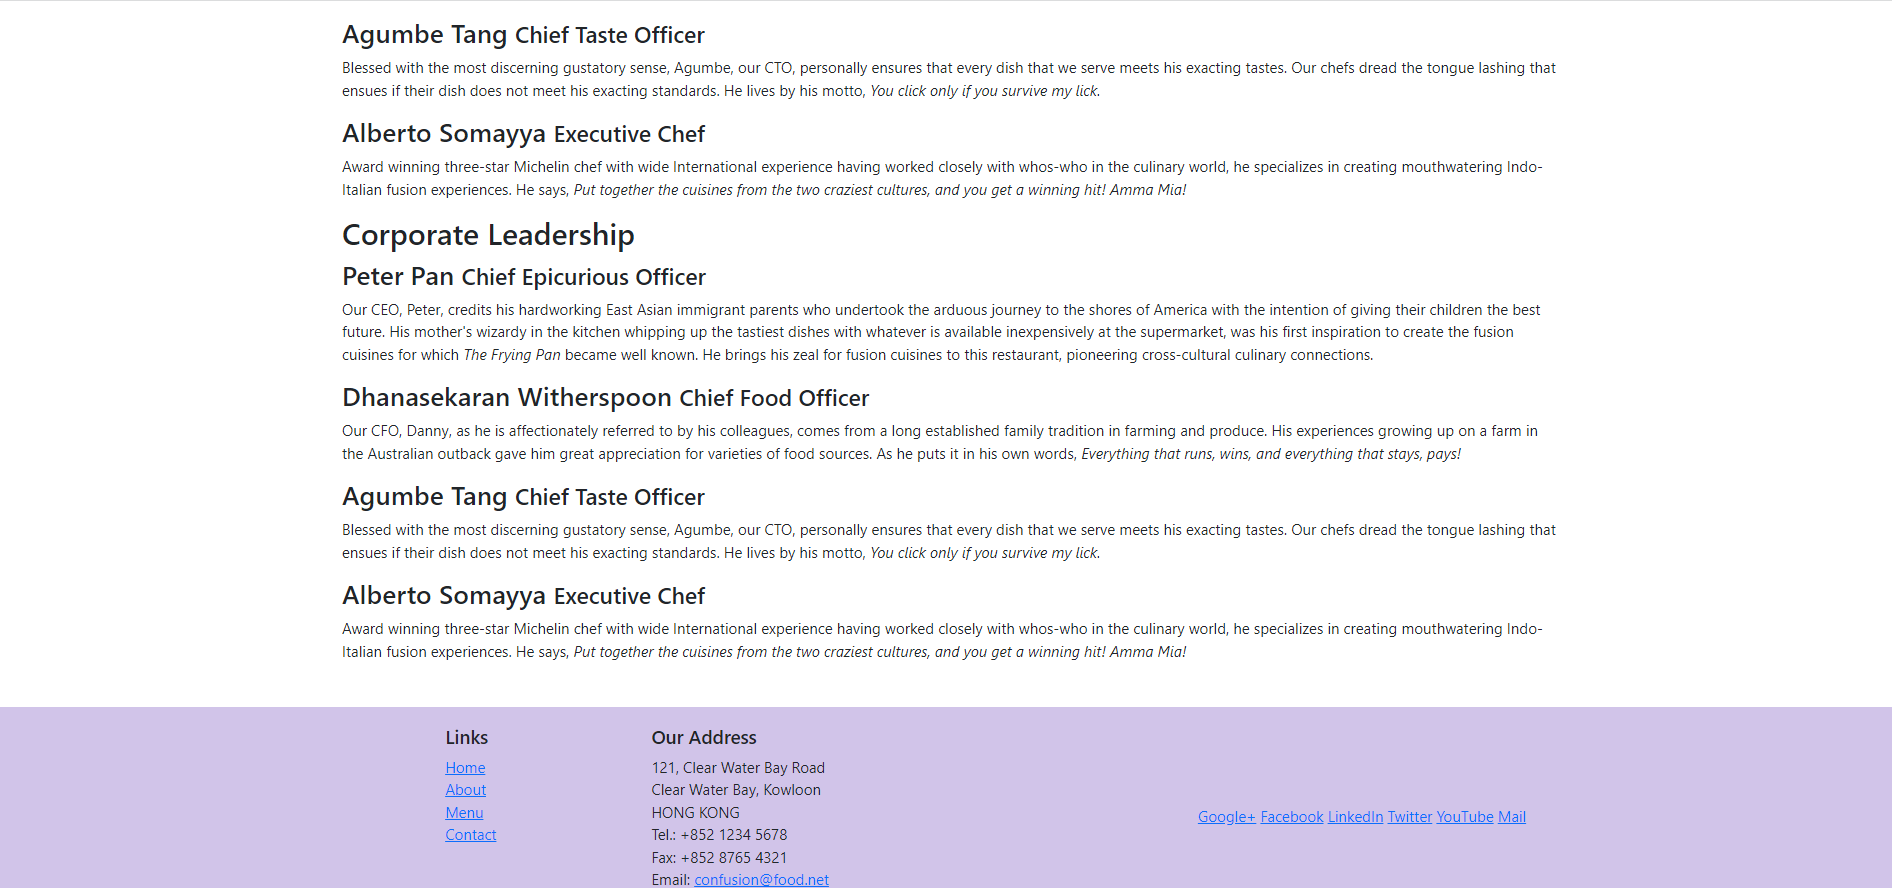 Agumbe Tang Chief Taste Officer
Blessed with the most discerning gustatory sense, Agumbe, our CTO, personally ensures that every dish that we serve meets his exacting tastes. Our chefs dread the tongue lashing that
ensues if their dish does not meet his exacting standards. He lives by his motto, You click only if you survive my lick.
Alberto Somayya Executive Chef
Award winning three-star Michelin chef with wide International experience having worked closely with whos-who in the culinary world, he specializes in creating mouthwatering Indo-
Italian fusion experiences. He says, Put together the cuisines from the two craziest cultures, and you get a winning hit! Amma Mia!
Corporate Leadership
Peter Pan Chief Epicurious Officer
Our CEO, Peter, credits his hardworking East Asian immigrant parents who undertook the arduous journey to the shores of America with the intention of giving their children the best
future. His mother's wizardy in the kitchen whipping up the tastiest dishes with whatever is available inexpensively at the supermarket, was his first inspiration to create the fusion
cuisines for which The Frying Pan became well known. He brings his zeal for fusion cuisines to this restaurant, pioneering cross-cultural culinary connections.
Dhanasekaran Witherspoon Chief Food Officer
Our CFO, Danny, as he is affectionately referred to by his colleagues, comes from a long established family tradition in farming and produce. His experiences growing up on a farm in
the Australian outback gave him great appreciation for varieties of food sources. As he puts it in his own words, Everything that runs, wins, and everything that stays, pays!
Agumbe Tang Chief Taste Officer
Blessed with the most discerning gustatory sense, Agumbe, our CTO, personally ensures that every dish that we serve meets his exacting tastes. Our chefs dread the tongue lashing that
ensues if their dish does not meet his exacting standards. He lives by his motto, You click only if you survive my lick.
Alberto Somayya Executive Chef
Award winning three-star Michelin chef with wide International experience having worked closely with whos-who in the culinary world, he specializes in creating mouthwatering Indo-
Italian fusion experiences. He says, Put together the cuisines from the two craziest cultures, and you get a winning hit! Amma Mia!
Links
Home
About
Menu
Contact
Our Address
121, Clear Water Bay Road
Clear Water Bay, Kowloon
HONG KONG
Tel.: +852 1234 5678
Fax: +852 8765 4321
Email: confusion@food.net
Google+ Facebook LinkedIn Twitter YouTube Mail